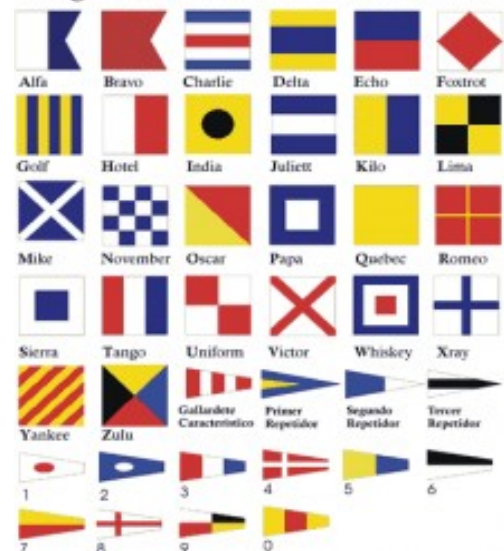 Alfa Bravo Charlie Delta Echo Foxtrot
Golf Hotel India Juliett Kilo Lima
Mike November Oscar Papa Quebec Romeo
Sierra Tango Uniform Victor Whiskey Xray
Yankee Zulu
Gallardete Caracteristico
Primer Repetidor
Segundo Repetidor
Tercer Repetidor
1 2 3 4 5 6
7 8 9 0